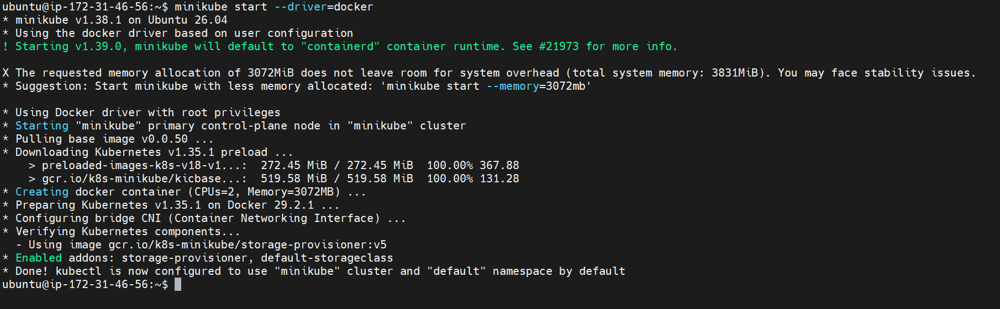 ubuntu@ip-172-31-46-56:~$ minikube start --driver=docker
* minikube v1.38.1 on Ubuntu 26.04
* Using the docker driver based on user configuration
! Starting v1.39.0, minikube will default to "containerd" container runtime. See #21973 for more info.
X The requested memory allocation of 3072MiB does not leave room for system overhead (total system memory: 3831MiB). You may face stability issues.
* Suggestion: Start minikube with less memory allocated: 'minikube start --memory=3072mb'
* Using Docker driver with root privileges
* Starting "minikube" primary control-plane node in "minikube" cluster
* Pulling base image v0.0.50 ...
* Downloading Kubernetes v1.35.1 preload ...
    > preloaded-images-k8s-v18-v1...:  272.45 MiB / 272.45 MiB  100.00% 367.88
    > gcr.io/k8s-minikube/kicbase...:  519.58 MiB / 519.58 MiB  100.00% 131.28
* Creating docker container (CPUs=2, Memory=3072MB) ...
* Preparing Kubernetes v1.35.1 on Docker 29.2.1 ...
* Configuring bridge CNI (Container Networking Interface) ...
* Verifying Kubernetes components...
  - Using image gcr.io/k8s-minikube/storage-provisioner:v5
* Enabled addons: storage-provisioner, default-storageclass
* Done! kubectl is now configured to use "minikube" cluster and "default" namespace by default
ubuntu@ip-172-31-46-56:~$